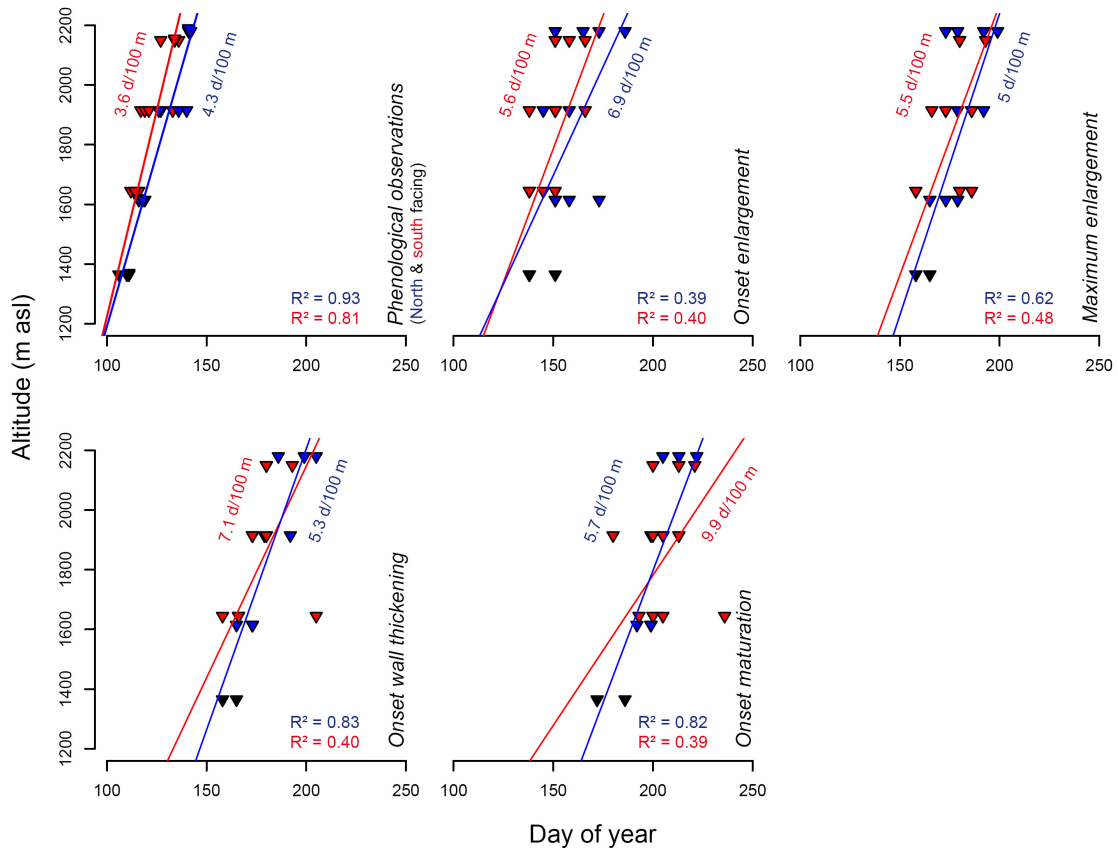 Altitude (m asl)
1200 1400 1600 1800 2000 2200
3.6 d/100 m
4.3 d/100 m
R² = 0.93
R² = 0.81
Phenological observations
(North & south facing)
100 150 200 250
5.6 d/100 m
6.9 d/100 m
R² = 0.39
R² = 0.40
Onset enlargement
100 150 200 250
5.5 d/100 m
5 d/100 m
R² = 0.62
R² = 0.48
Maximum enlargement
100 150 200 250
1200 1400 1600 1800 2000 2200
7.1 d/100 m
5.3 d/100 m
R² = 0.83
R² = 0.40
Onset wall thickening
100 150 200 250
5.7 d/100 m
9.9 d/100 m
R² = 0.82
R² = 0.39
Onset maturation
100 150 200 250
Day of year